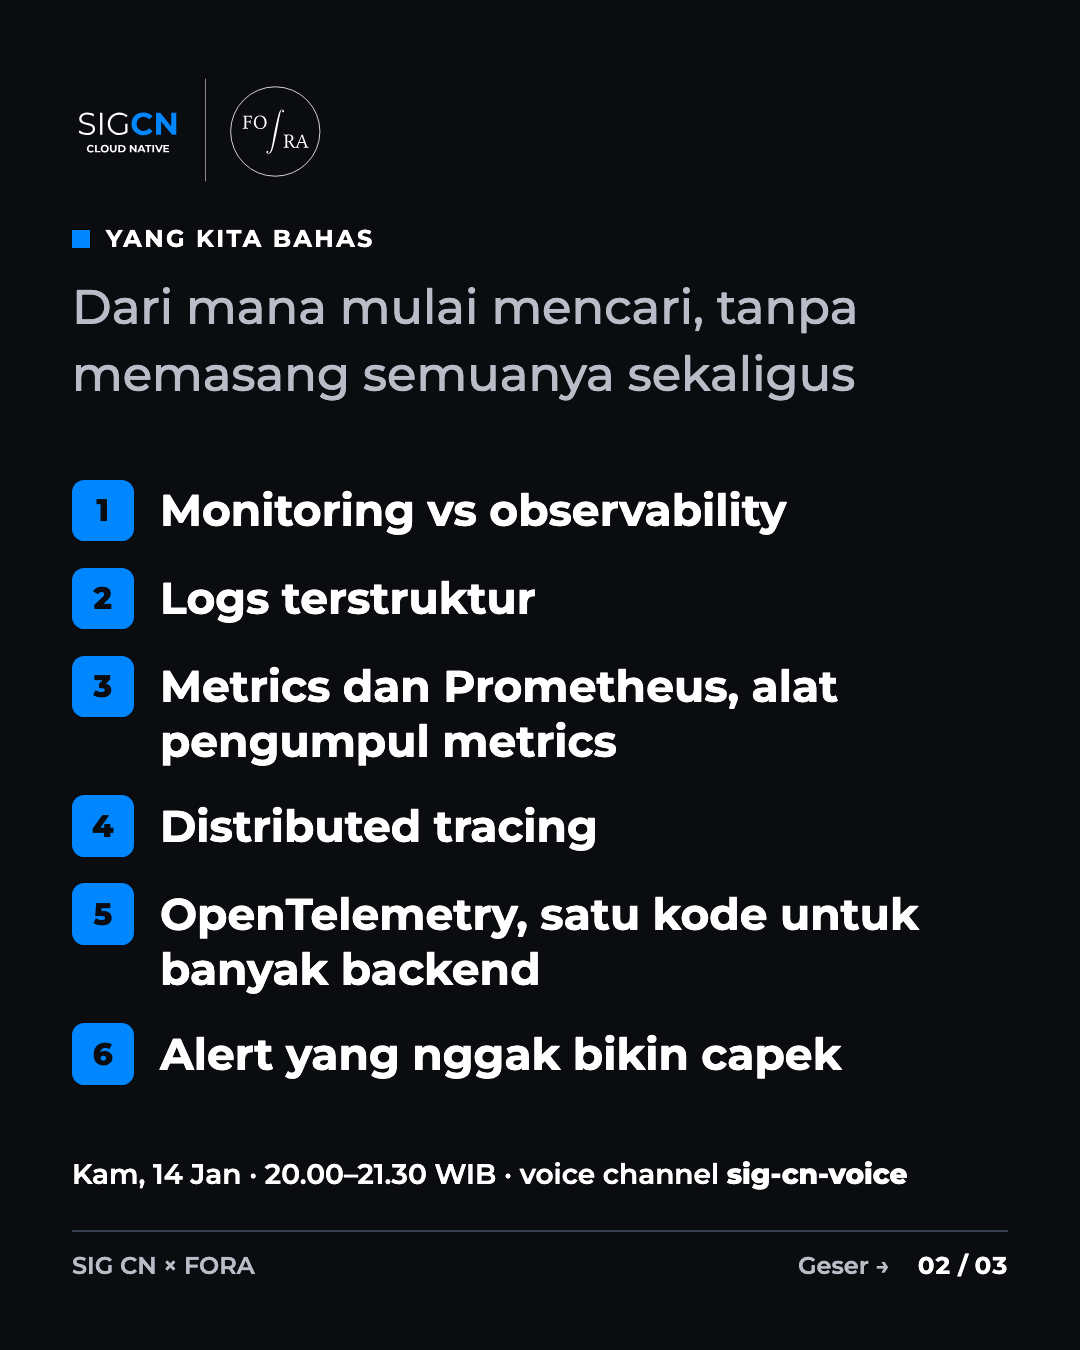 SIGCN
CLOUD NATIVE
FO∫RA
YANG KITA BAHAS
Dari mana mulai mencari, tanpa
memasang semuanya sekaligus
1 Monitoring vs observability
2 Logs terstruktur
3 Metrics dan Prometheus, alat
pengumpul metrics
4 Distributed tracing
5 OpenTelemetry, satu kode untuk
banyak backend
6 Alert yang nggak bikin capek
Kam, 14 Jan · 20.00–21.30 WIB · voice channel sig-cn-voice
SIG CN × FORA
Geser → 02 / 03